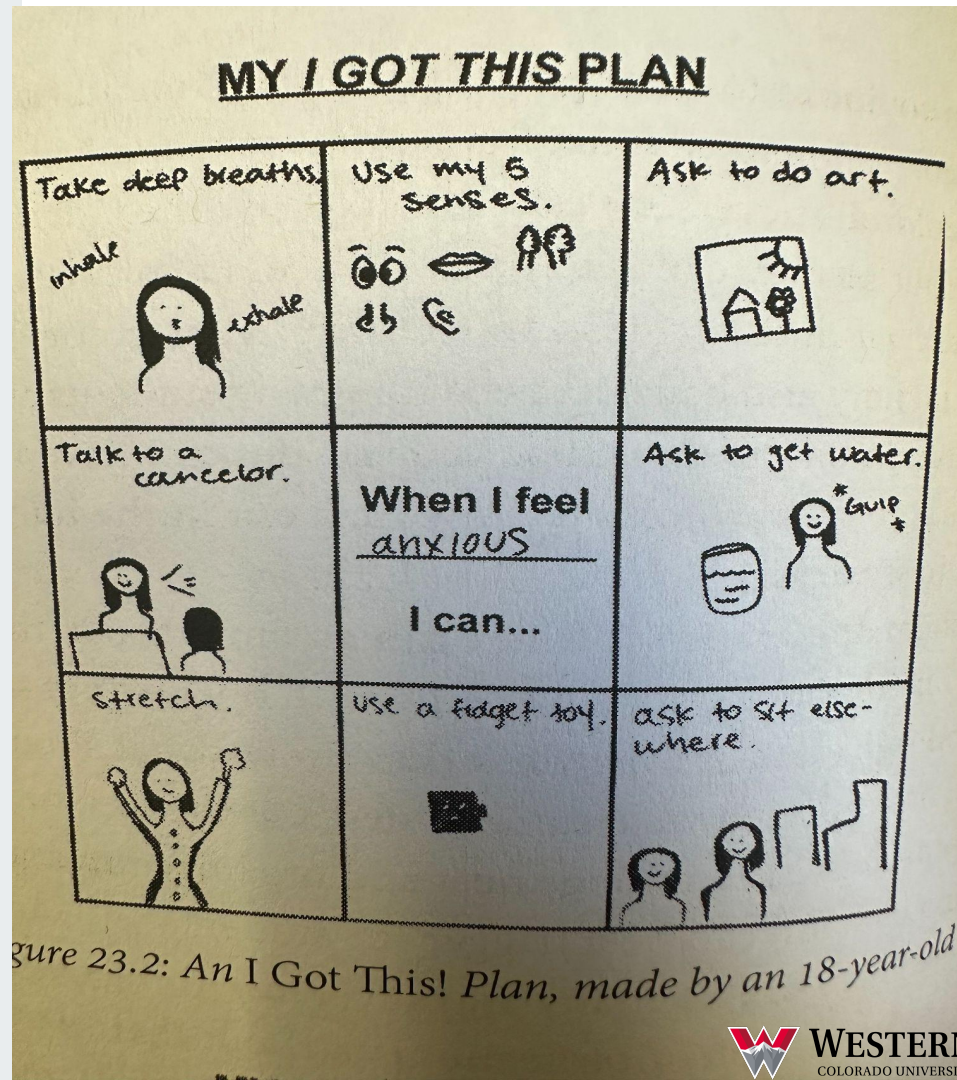 MY I GOT THIS PLAN
Take deep breaths.
inhale
exhale
Use my 5
senses.
Ask to do art.
Talk to a
cancelor.
When I feel
anxious
I can...
Ask to get water.
*Gulp
*
Stretch.
use a fidget toy.
ask to sit else-
where.
gure 23.2: An I Got This! Plan, made by an 18-year-old
WESTERN
COLORADO UNIVERSI